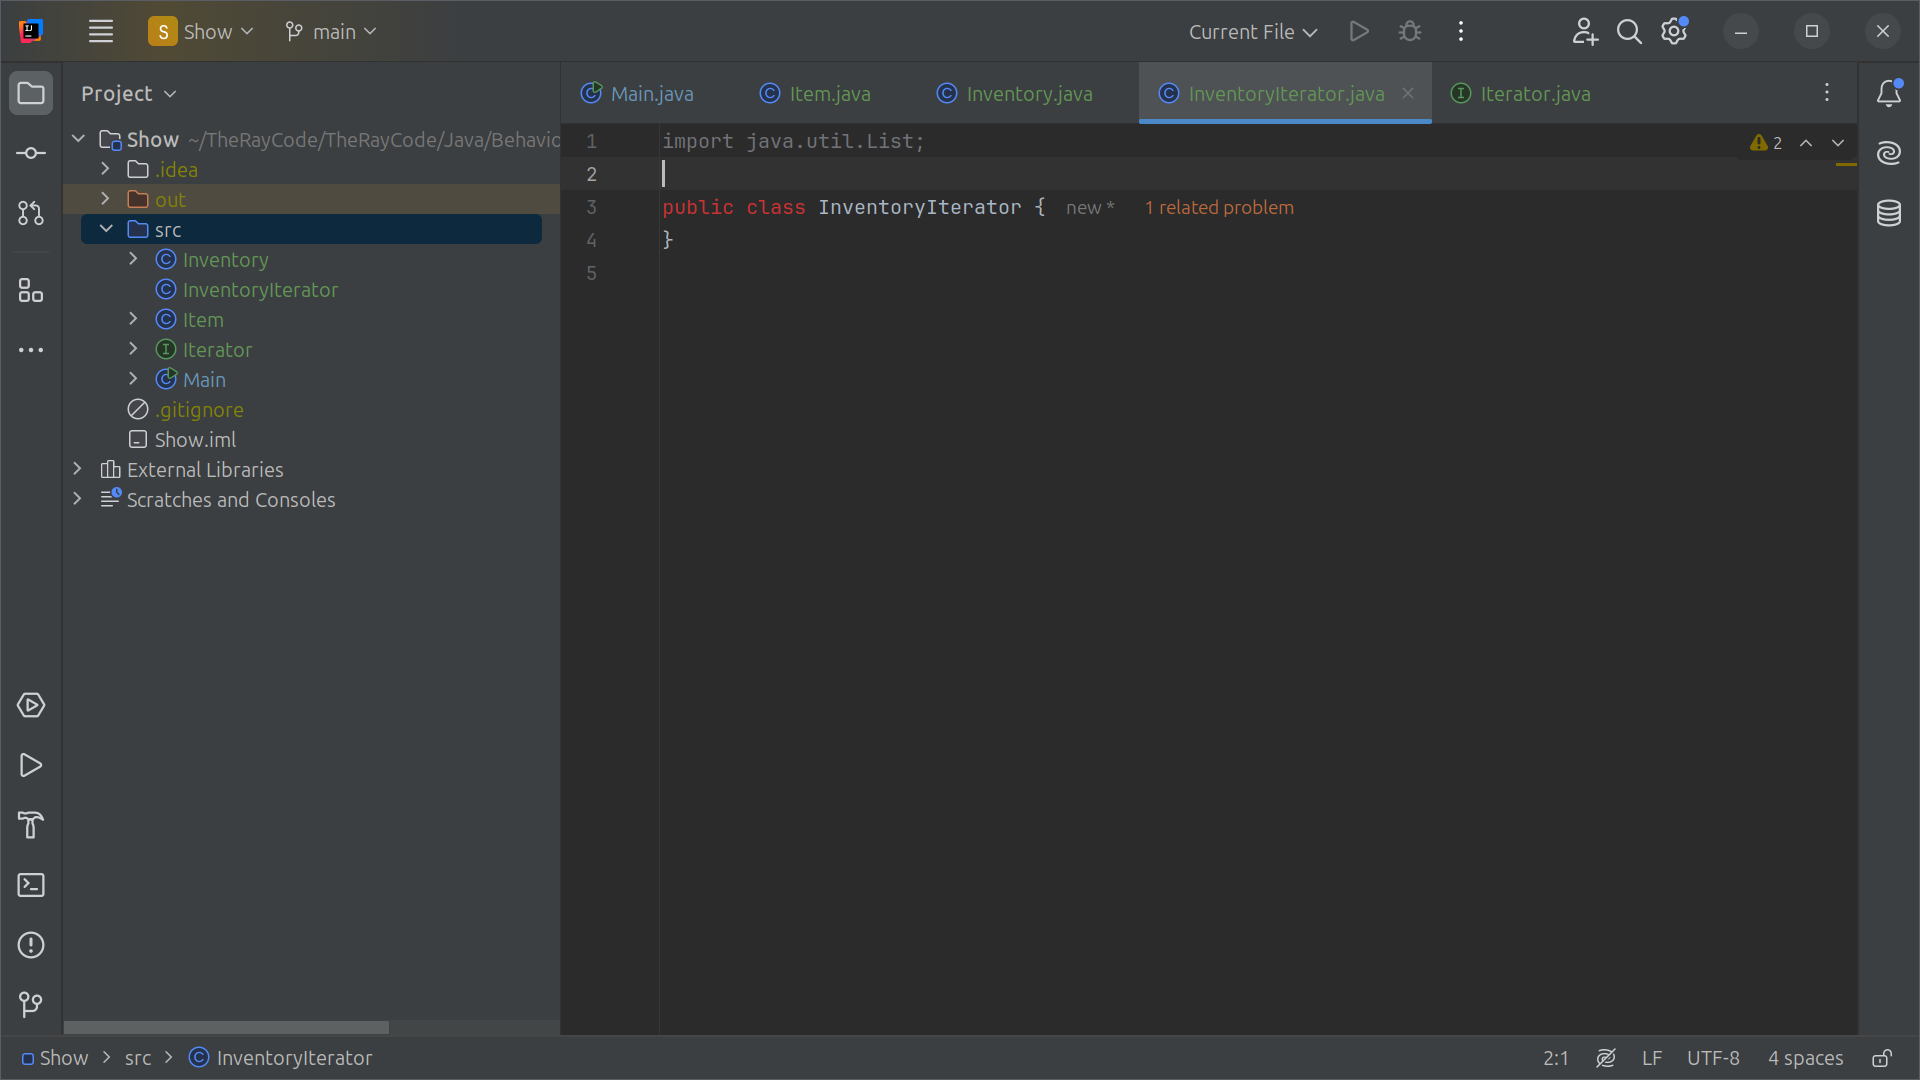 S Show main Current File
Project
Main.java Item.java Inventory.java InventoryIterator.java Iterator.java
Show ~/TheRayCode/TheRayCode/Java/Behavio
.idea
out
src
Inventory
InventoryIterator
Item
Iterator
Main
.gitignore
Show.iml
External Libraries
Scratches and Consoles
1 import java.util.List; 2
2
3 public class InventoryIterator { new * 1 related problem
4 }
5
Show src InventoryIterator 2:1 LF UTF-8 4 spaces